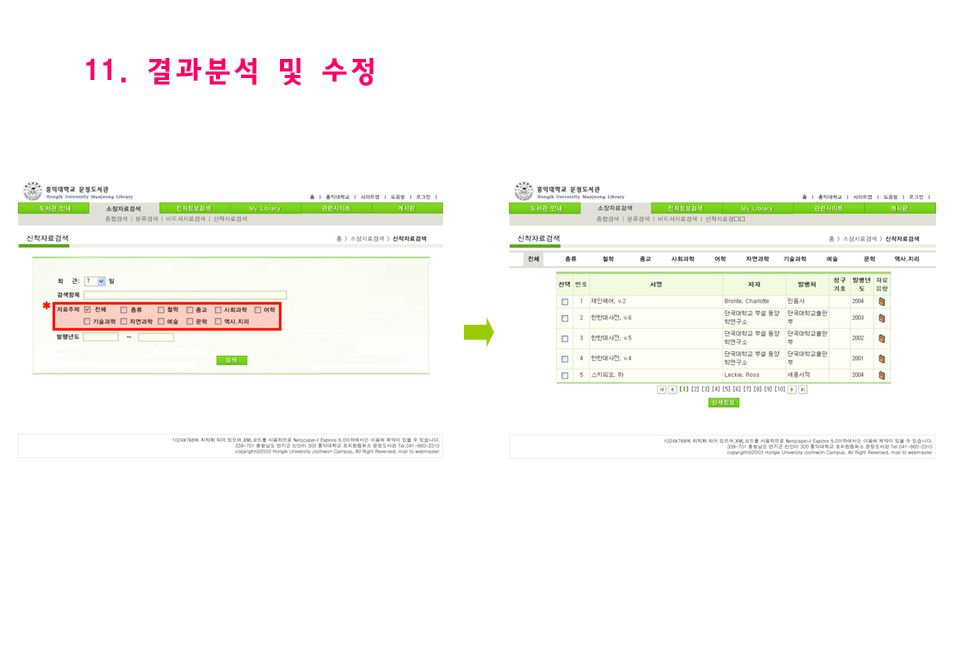 11. 결과분석 및 수정
홍익대학교 문정도서관
Hongik University Munjeong Library
홈 | 홍익대학교 | 사이트맵 | 도움방 | 로그인 |
도서관 안내 소장자료검색 전자정보검색 My Library 관련사이트 게시판
종합검색 | 분류검색 | 비도서자료검색 | 신착자료검색
신착자료검색
홈 > 소장자료검색 > 신착자료검색
최 근: 7 일
검색항목
* 자료주제 전체 총류 철학 종교 사회과학 어학
기술과학 자연과학 예술 문학 역사,지리
발행년도 ~
검색
1024x768에 최적화 되어 있으며,XML코드를 사용하므로 Netscape나 Explore 5.0이하에서는 이용에 제약이 있을 수 있습니다.
339-701 충청남도 연기군 신안리 300 홍익대학교 조치원캠퍼스 문정도서관 Tel.041-860-2310
copyright@2003 Hongik University Jochiwon Campus, All Right Reserved. mail to webmaster
홍익대학교 문정도서관
Hongik University Munjeong Library
홈 | 홍익대학교 | 사이트맵 | 도움방 | 로그인 |
도서관 안내 소장자료검색 전자정보검색 My Library 관련사이트 게시판
종합검색 | 분류검색 | 비도서자료검색 | 신착자료검□□
신착자료검색
홈 > 소장자료검색 > 신착자료검색
전체 총류 철학 종교 사회과학 어학 자연과학 기술과학 예술 문학 역사,지리
선택 번호 서명 저자 발행처 청구기호 발행년도 자료유형
1 제인에어, v.2 Bronte, Charlotte 민음사 2004
2 한한대사전, v.6 단국대학교 부설 동양학연구소 단국대학교출판부 2003
3 한한대사전, v.5 단국대학교 부설 동양학연구소 단국대학교출판부 2002
4 한한대사전, v.4 단국대학교 부설 동양학연구소 단국대학교출판부 2001
5 스키피오, 하 Leckie, Ross 세종서적 2004
[1] [2] [3] [4] [5] [6] [7] [8] [9] [10]
상세정보
1024x768에 최적화 되어 있으며,XML코드를 사용하므로 Netscape나 Explore 5.0이하에서는 이용에 제약이 있을 수 있습니다.
339-701 충청남도 연기군 신안리 300 홍익대학교 조치원캠퍼스 문정도서관 Tel.041-860-2310
copyright@2003 Hongik University Jochiwon Campus, All Right Reserved. mail to webmaster